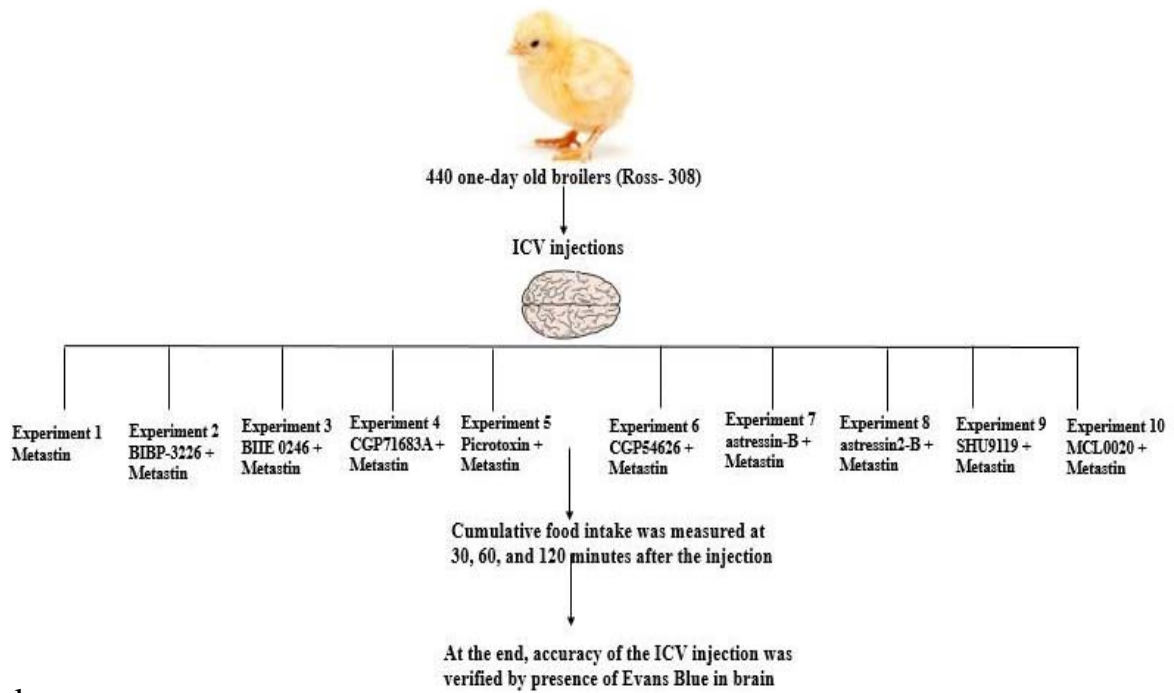 440 one-day old broilers (Ross- 308)
ICV injections
Experiment 1
Metastin
Experiment 2
BIBP-3226 +
Metastin
Experiment 3
BIIE 0246 +
Metastin
Experiment 4
CGP71683A +
Metastin
Experiment 5
Picrotoxin +
Metastin
Experiment 6
CGP54626 +
Metastin
Experiment 7
astressin-B +
Metastin
Experiment 8
astressin2-B +
Metastin
Experiment 9
SHU9119 +
Metastin
Experiment 10
MCL0020 +
Metastin
Cumulative food intake was measured at
30, 60, and 120 minutes after the injection
At the end, accuracy of the ICV injection was
verified by presence of Evans Blue in brain